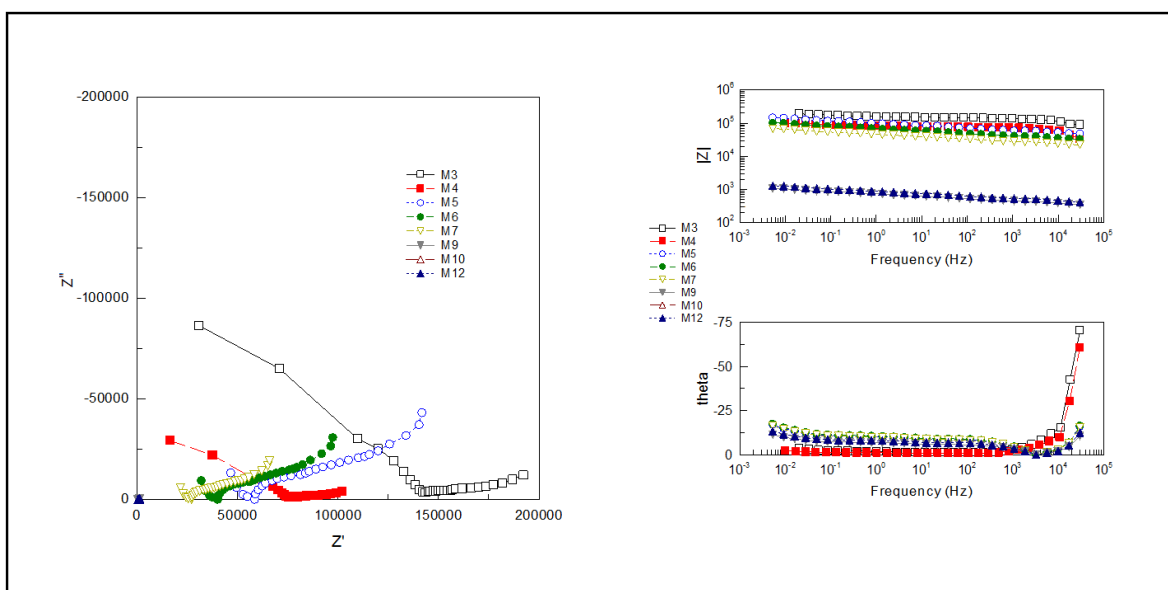 -200000
-150000
-100000
-50000
0
Z"
0
50000
100000
150000
200000
Z'
M3
M4
M5
M6
M7
M9
M10
M12
10^6
10^5
10^4
10^3
10^2
|Z|
10^-3
10^-2
10^-1
10^0
10^1
10^2
10^3
10^4
10^5
Frequency (Hz)
M3
M4
M5
M6
M7
M9
M10
M12
-75
-50
-25
0
theta
10^-3
10^-2
10^-1
10^0
10^1
10^2
10^3
10^4
10^5
Frequency (Hz)